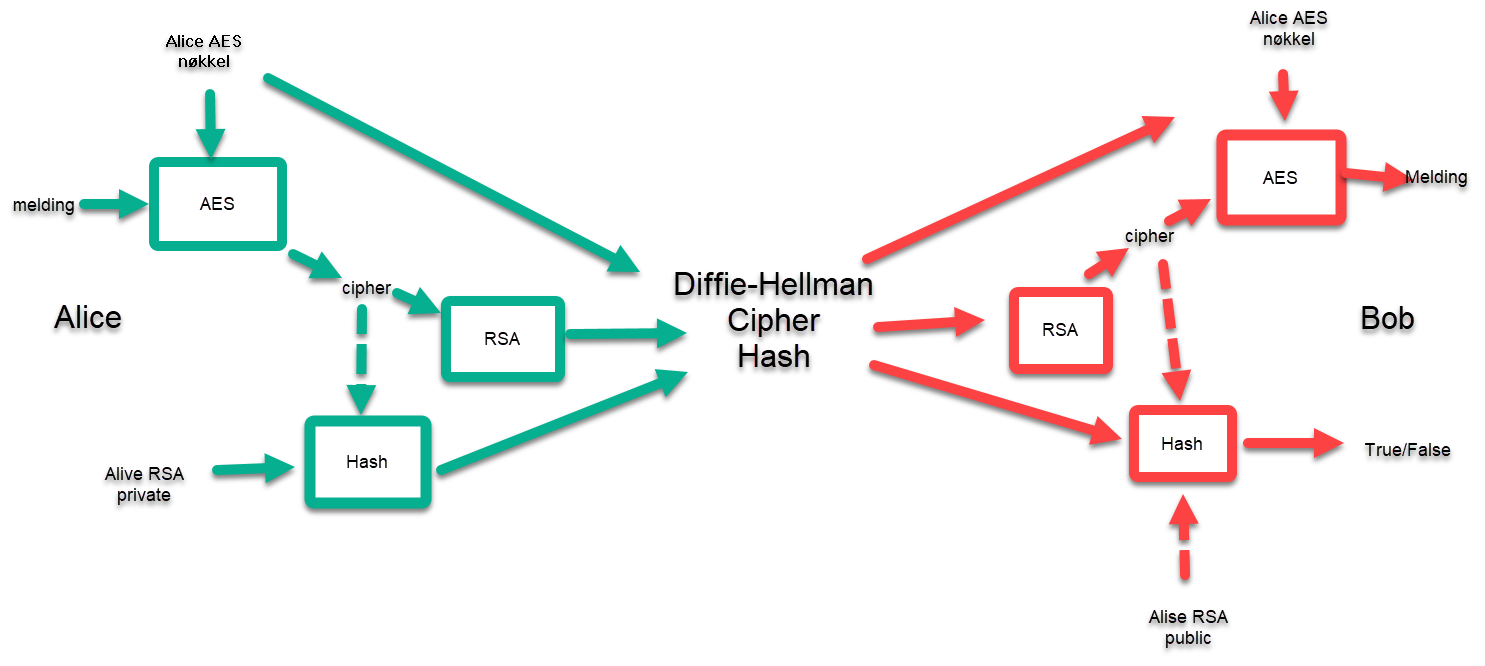 Alice AES
nøkkel
melding
AES
cipher
Alice
RSA
Hash
Alive RSA
private
Diffie-Hellman
Cipher
Hash
Alice AES
nøkkel
AES
Melding
cipher
RSA
Bob
Hash
True/False
Alise RSA
public